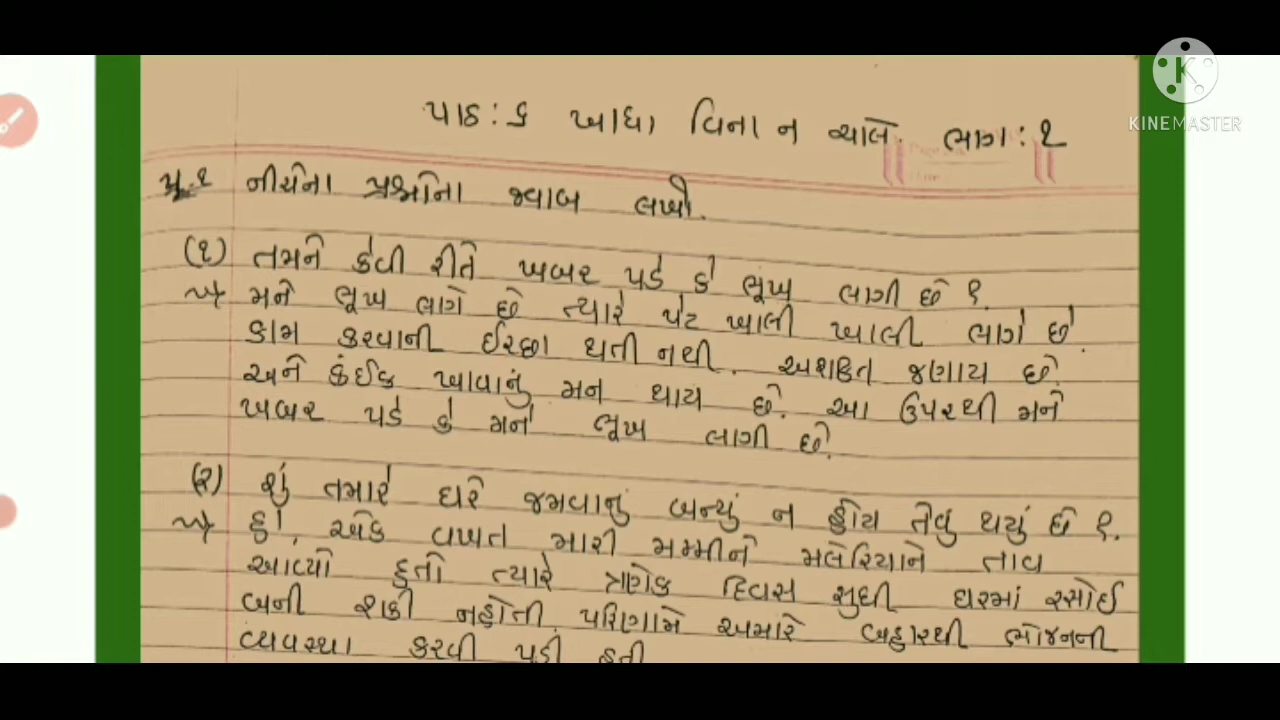 KINEMASTER
પાઠ : ૬ ખાધા વિના ન ચાલે. ભાગ : ૧
પ્ર.૧ નીચેના પ્રશ્નોના જવાબ લખો.
(૧) તમને કેવી રીતે ખબર પડે કે ભૂખ લાગી છે ?
મને ભૂખ લાગે છે ત્યારે પેટ ખાલી ખાલી લાગે છે.
કામ કરવાની ઈચ્છા થતી નથી. અશકિત જણાય છે.
અને કંઈક ખાવાનું મન થાય છે. આ ઉપરથી મને
ખબર પડે કે મને ભૂખ લાગી છે.
(૨) શું તમારે ઘરે જમવાનું બન્યું ન હોય તેવું થયું છે ?
હા, એક વખત મારી મમ્મીને મલેરિયાને તાવ
આવ્યો હતો ત્યારે ત્રણેક દિવસ સુધી ઘરમાં રસોઈ
બની શકી નહોતી. પરિણામે અમારે બહારથી ભોજનની
વ્યવસ્થા કરવી પડી હતી